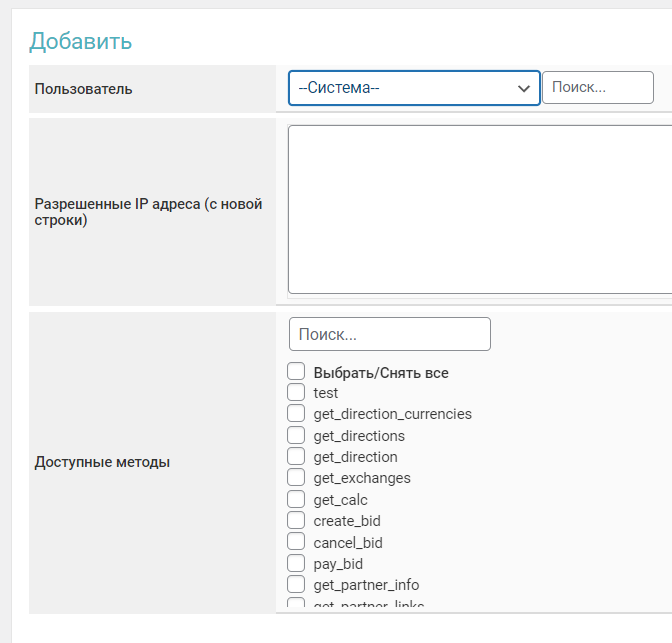 Добавить
Пользователь
--Система--
Поиск...
Разрешенные IP адреса (с новой
строки)
Поиск...
Выбрать/Снять все
test
get_direction_currencies
get_directions
get_direction
get_exchanges
get_calc
create_bid
cancel_bid
pay_bid
get_partner_info
get_partner_links
Доступные методы